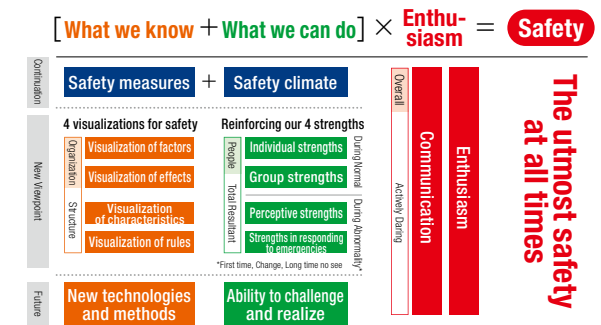 [What we know + What we can do] × Enthu-
siasm = Safety
Continuation
Safety measures + Safety climate
New Viewpoint
4 visualizations for safety
Organization
Structure
Visualization of factors
Visualization of effects
Visualization
of characteristics
Visualization of rules
Reinforcing our 4 strengths
People
Total Resultant
Individual strengths
Group strengths
Perceptive strengths
Strengths in responding
to emergencies
During Normal
During Abnormality*
*First time, Change, Long time no see
Future
New technologies
and methods
Ability to challenge
and realize
Overall
Actively Daring
Communication
Enthusiasm
The utmost safety
at all times